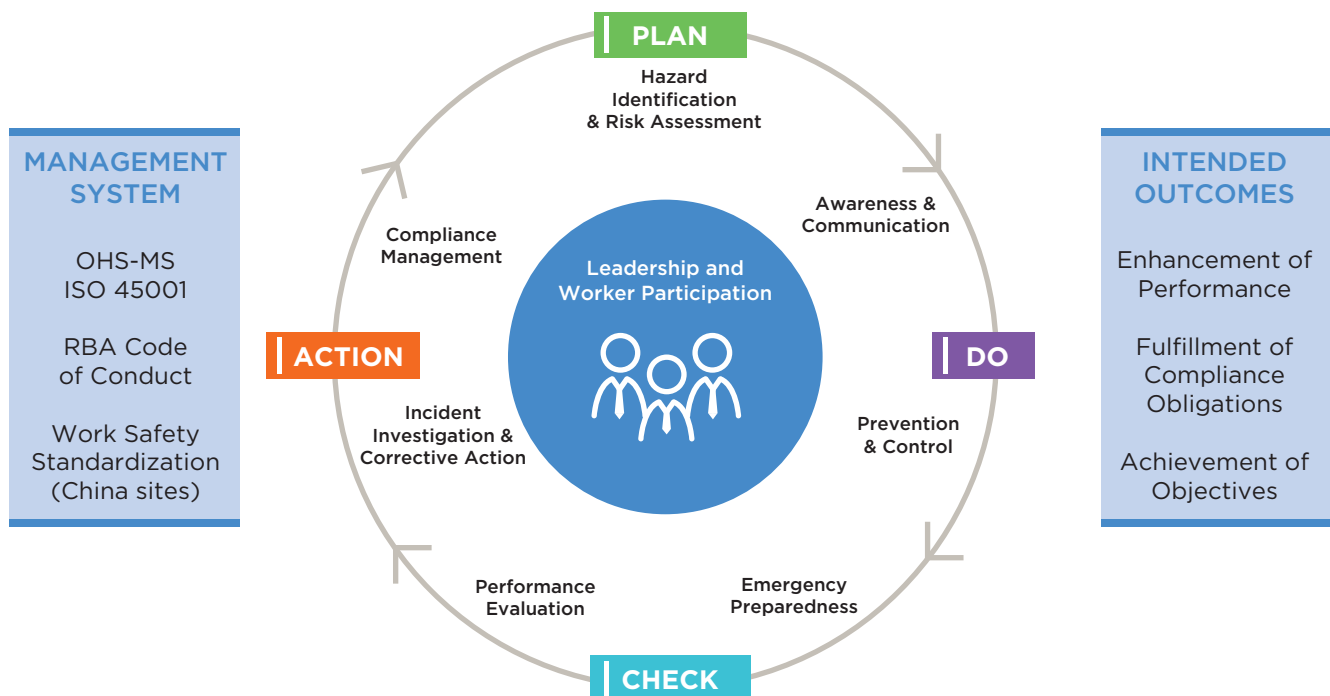 MANAGEMENT
SYSTEM
OHS-MS
ISO 45001
RBA Code
of Conduct
Work Safety
Standardization
(China sites)
PLAN
Hazard
Identification
& Risk Assessment
Awareness &
Communication
DO
Prevention
& Control
Emergency
Preparedness
CHECK
Performance
Evaluation
ACTION
Incident
Investigation &
Corrective Action
Compliance
Management
Leadership and
Worker Participation
INTENDED
OUTCOMES
Enhancement of
Performance
Fulfillment of
Compliance
Obligations
Achievement of
Objectives